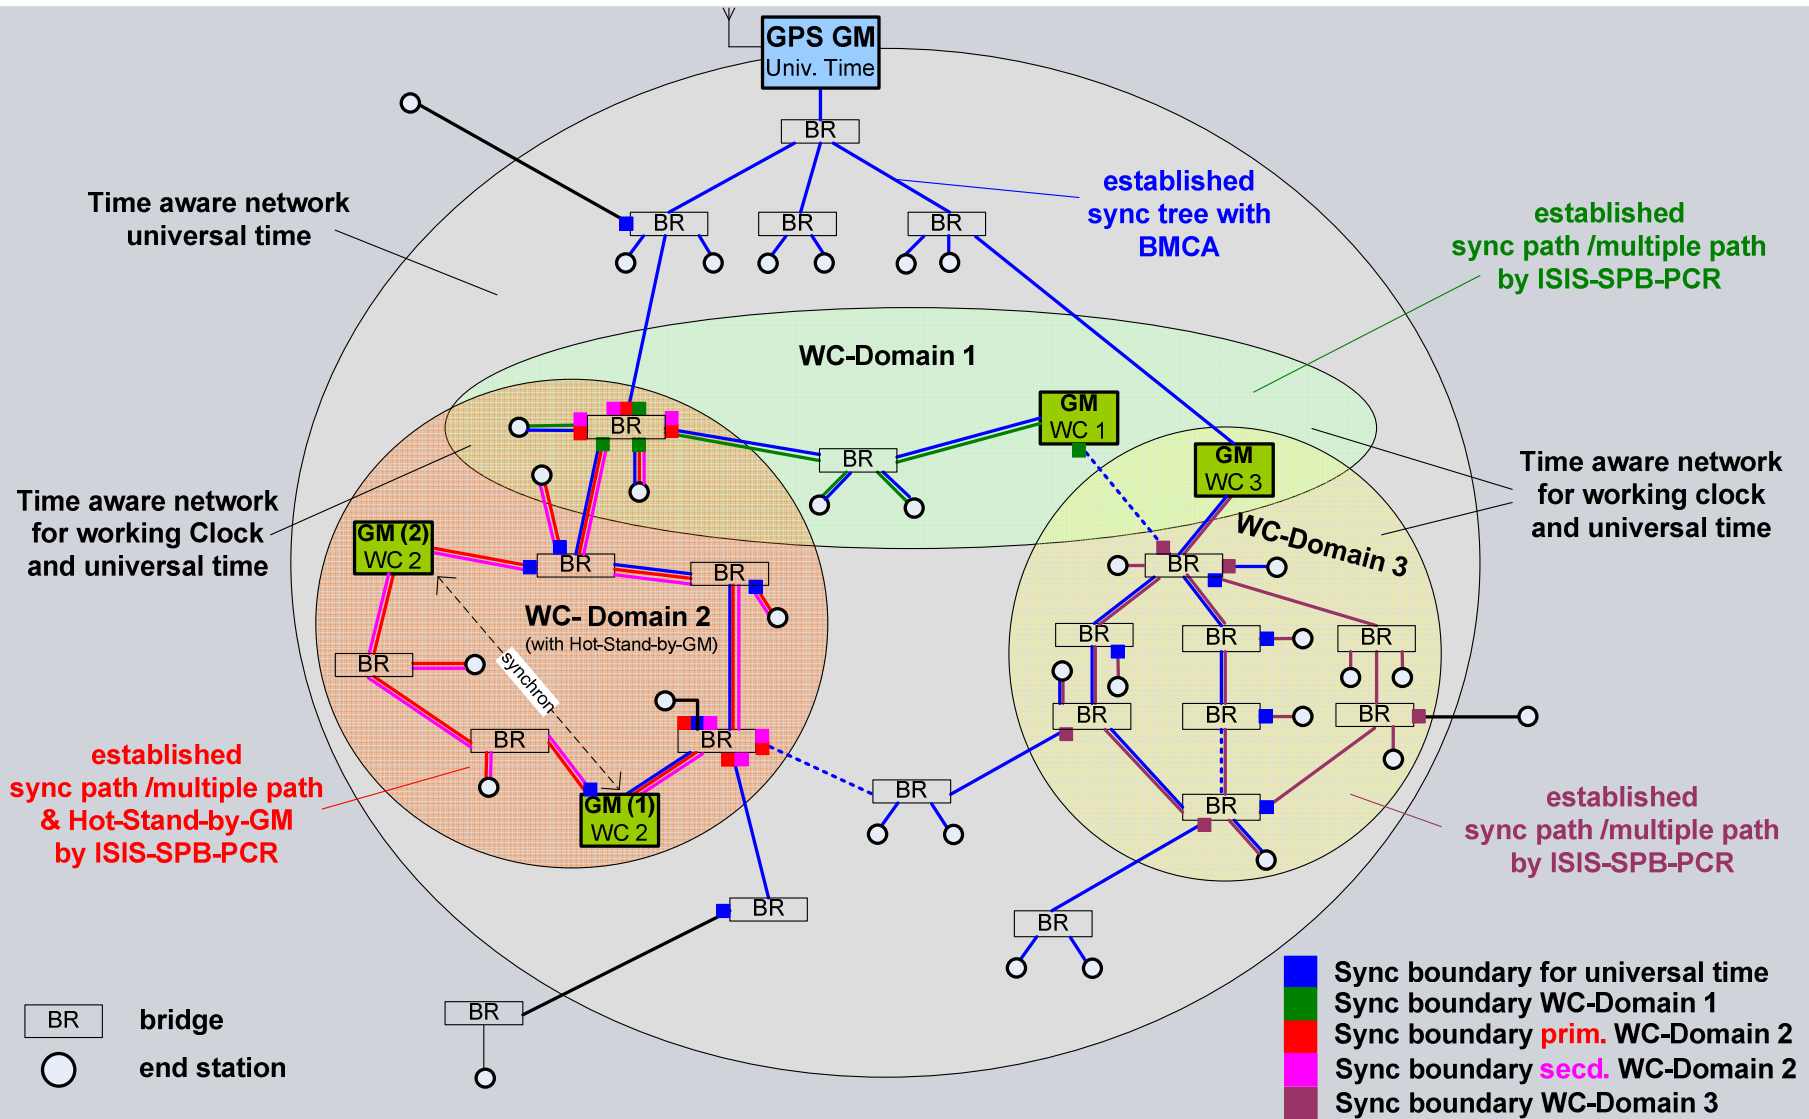 GPS GM
Univ. Time
BR
established
sync tree with
BMCA
Time aware network
universal time
BR
BR
BR
established
sync path /multiple path
by ISIS-SPB-PCR
WC-Domain 1
GM
WC 1
BR
BR
GM
WC 3
Time aware network
for working Clock
and universal time
Time aware network
for working clock
and universal time
GM (2)
WC 2
BR
BR
WC-Domain 3
BR
WC- Domain 2
(with Hot-Stand-by-GM)
synchron
BR
BR
BR
BR
BR
BR
BR
BR
BR
BR
established
sync path /multiple path
& Hot-Stand-by-GM
by ISIS-SPB-PCR
GM (1)
WC 2
BR
BR
established
sync path /multiple path
by ISIS-SPB-PCR
BR
BR
BR
BR
bridge
end station
Sync boundary for universal time
Sync boundary WC-Domain 1
Sync boundary prim. WC-Domain 2
Sync boundary secd. WC-Domain 2
Sync boundary WC-Domain 3